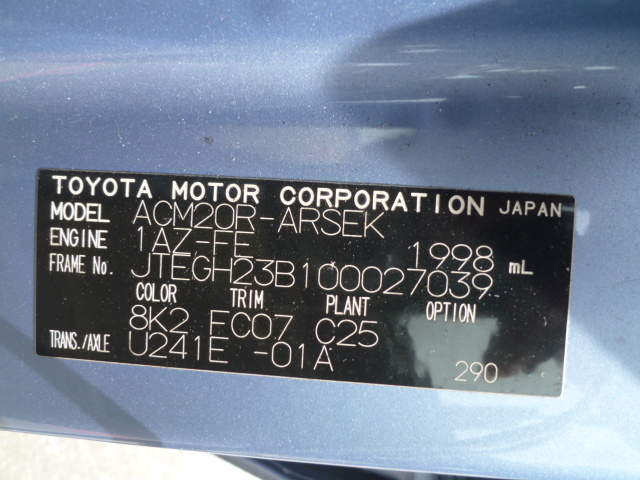 TOYOTA MOTOR CORPORATION JAPAN
MODEL ACM20R-ARSEK
ENGINE 1AZ-FE 1998 mL
FRAME No. JTEGH23B100027039
COLOR TRIM PLANT OPTION
8K2 FC07 C25
TRANS./AXLE U241E -01A
290